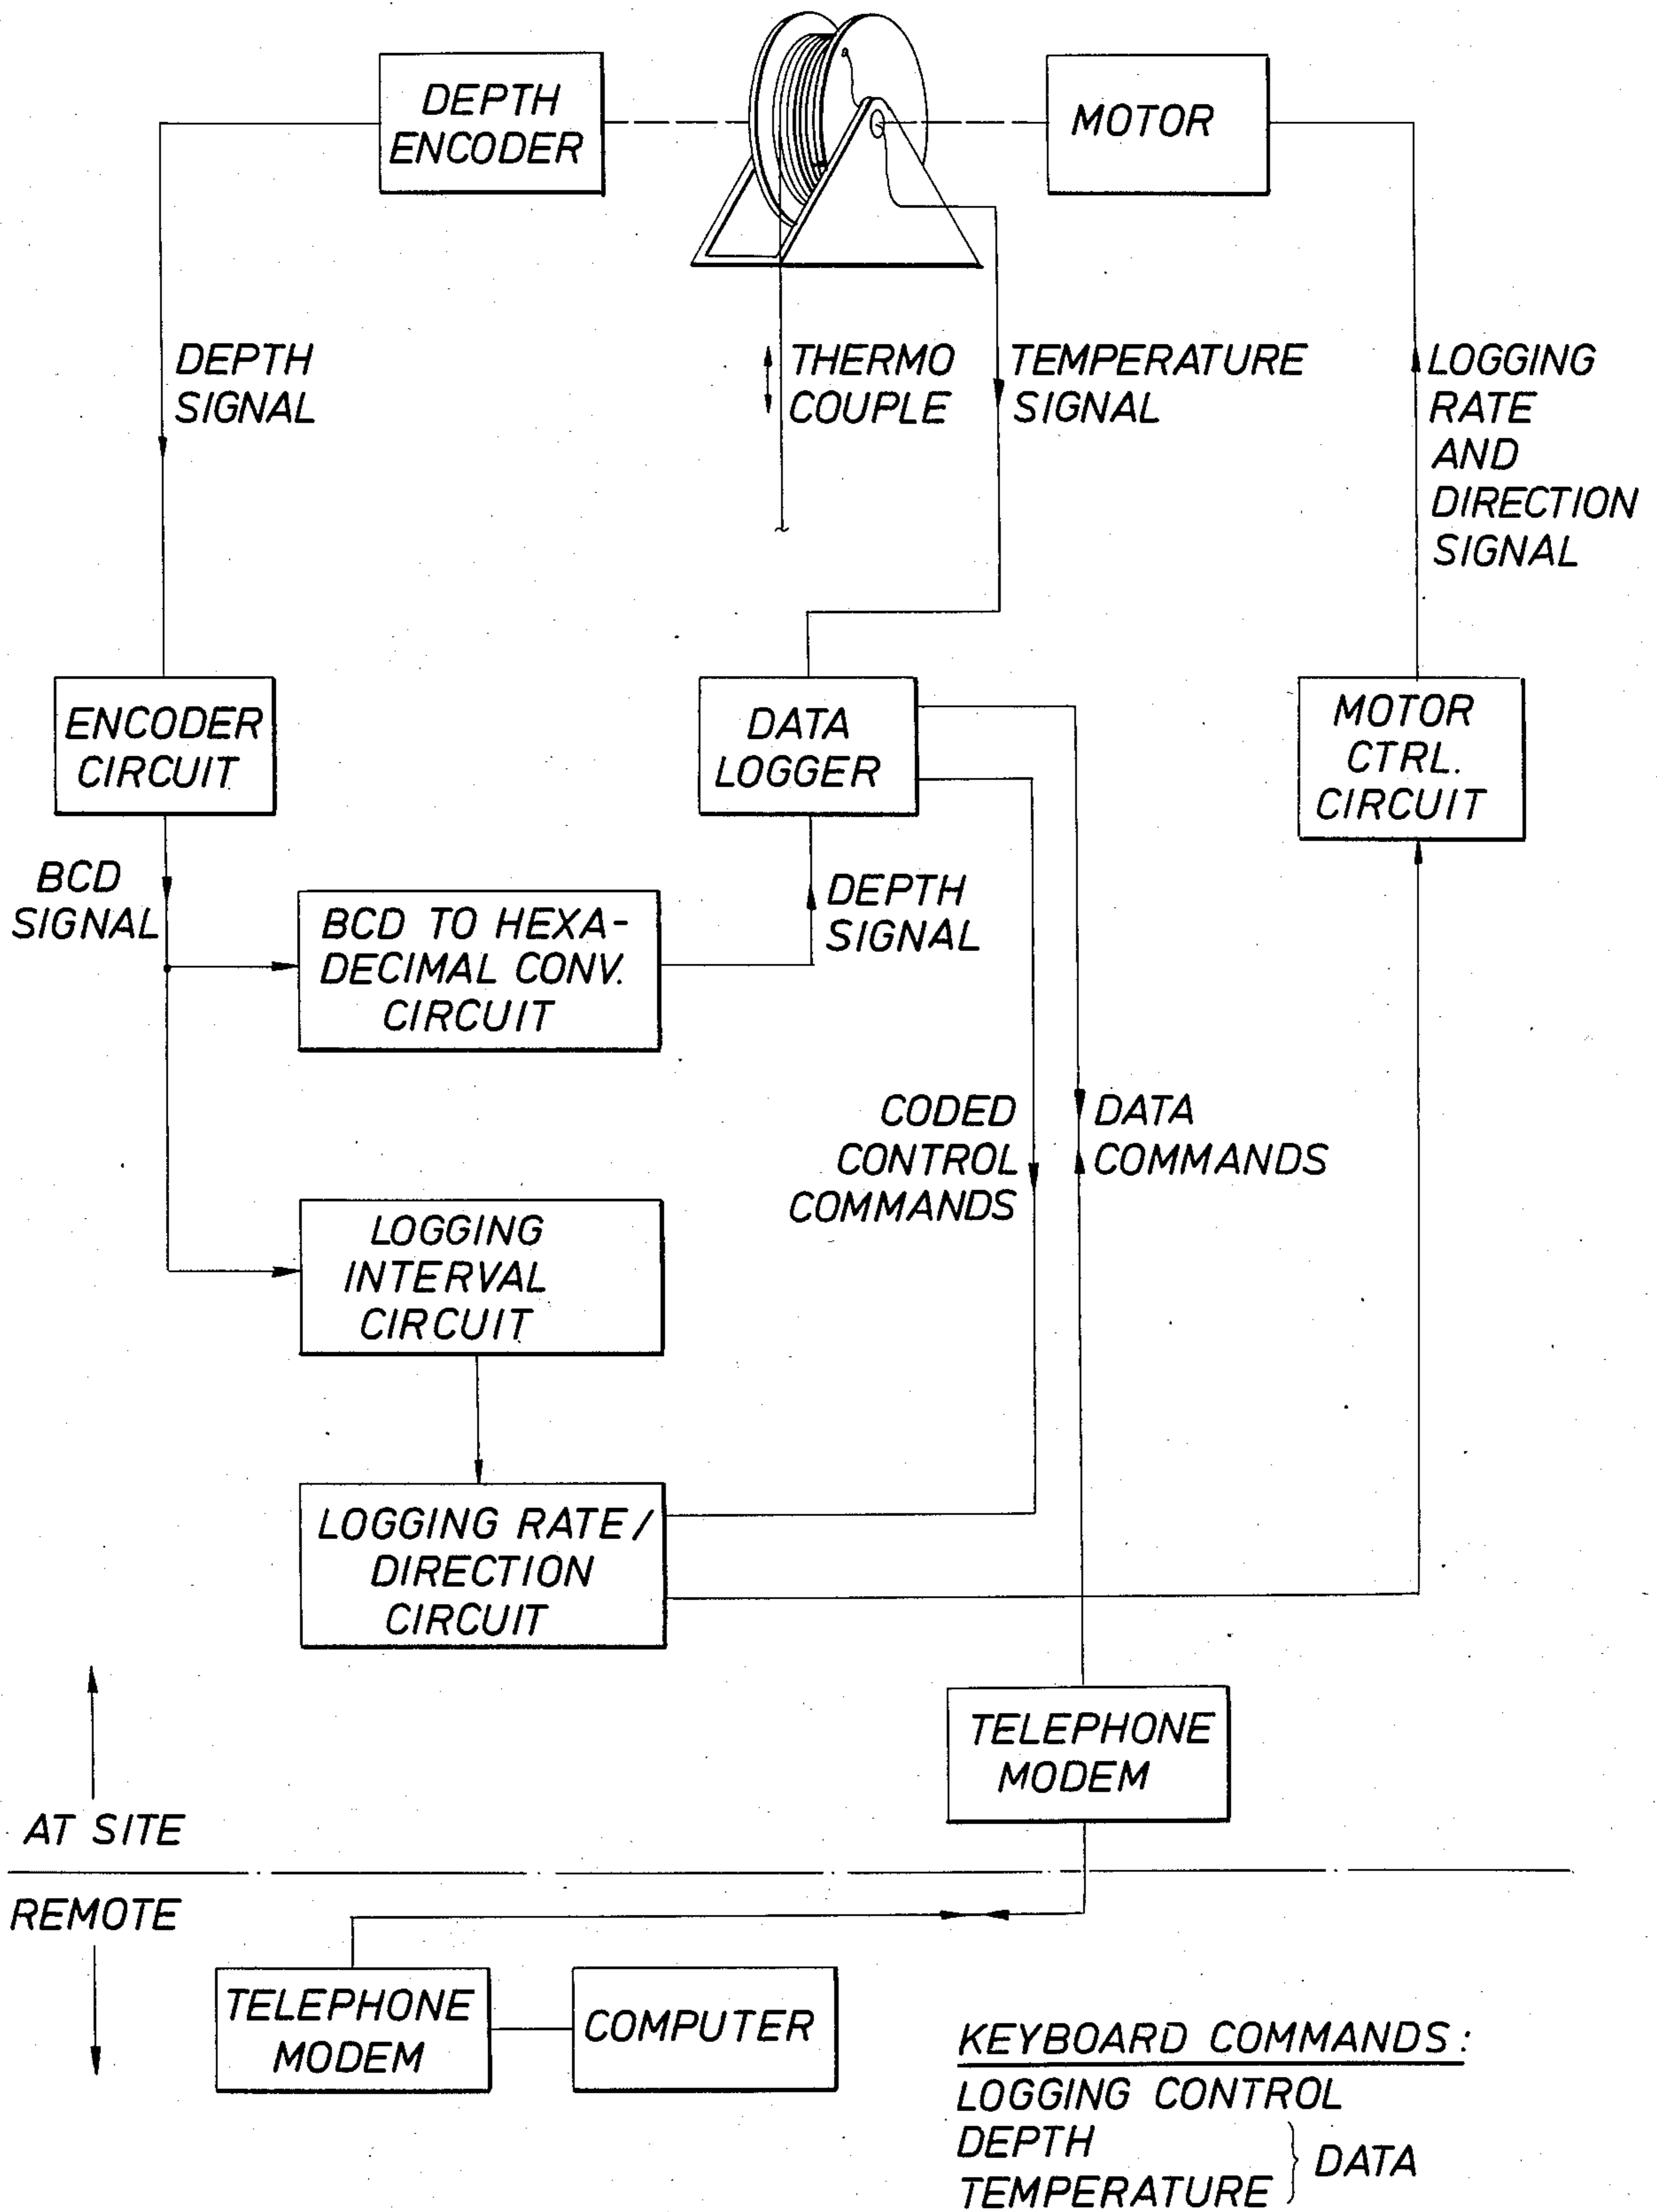 DEPTH
ENCODER
MOTOR
DEPTH
SIGNAL
THERMO
COUPLE
TEMPERATURE
SIGNAL
LOGGING
RATE
AND
DIRECTION
SIGNAL
ENCODER
CIRCUIT
DATA
LOGGER
MOTOR
CTRL.
CIRCUIT
BCD
SIGNAL
BCD TO HEXA-
DECIMAL CONV.
CIRCUIT
DEPTH
SIGNAL
CODED
CONTROL
COMMANDS
DATA
COMMANDS
LOGGING
INTERVAL
CIRCUIT
LOGGING RATE/
DIRECTION
CIRCUIT
TELEPHONE
MODEM
AT SITE
REMOTE
TELEPHONE
MODEM
COMPUTER
KEYBOARD COMMANDS:
LOGGING CONTROL
DEPTH
TEMPERATURE
DATA